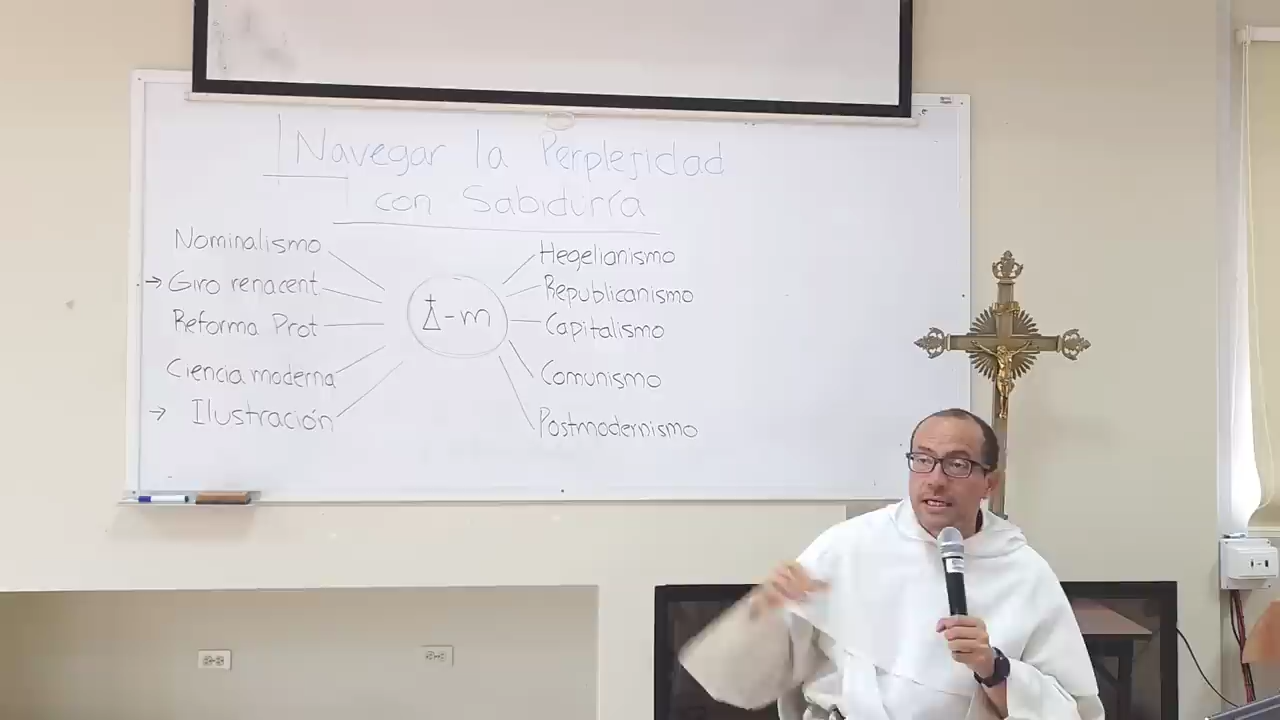 Navegar la Perplejidad
con Sabiduría
Nominalismo
→ Giro renacent.
Reforma Prot
Ciencia moderna
→ Ilustración
Δ-m
Hegelianismo
Republicanismo
Capitalismo
Comunismo
Postmodernismo